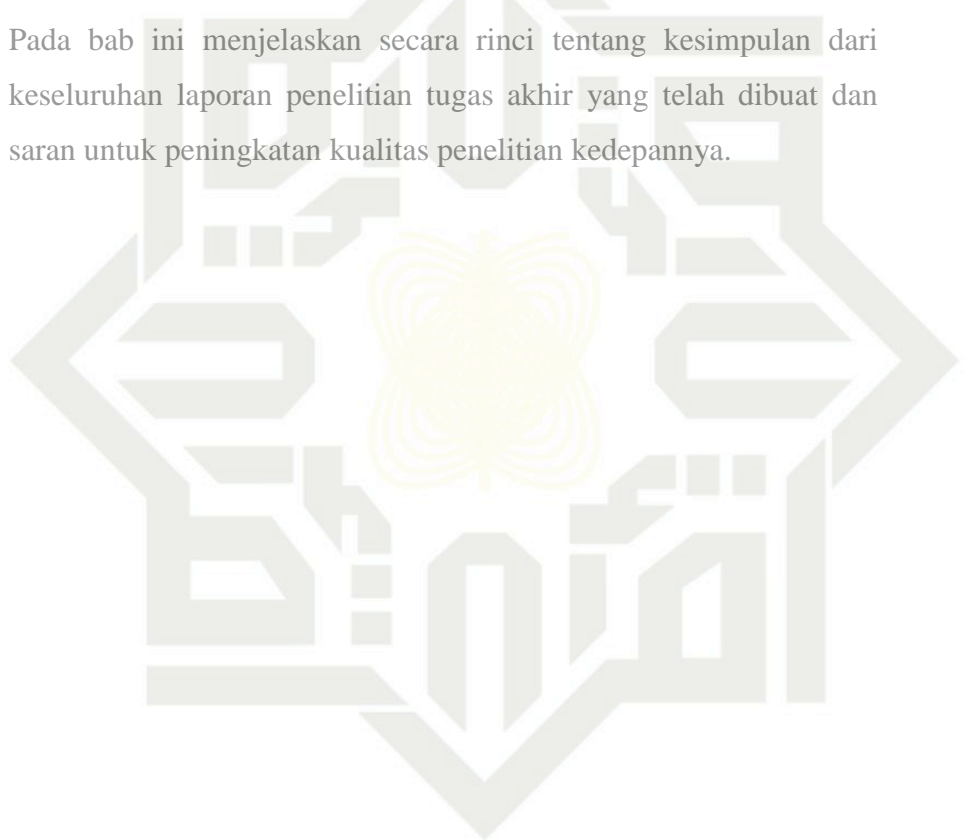 Pada bab ini menjelaskan secara rinci tentang kesimpulan dari
keseluruhan laporan penelitian tugas akhir yang telah dibuat dan
saran untuk peningkatan kualitas penelitian kedepannya.